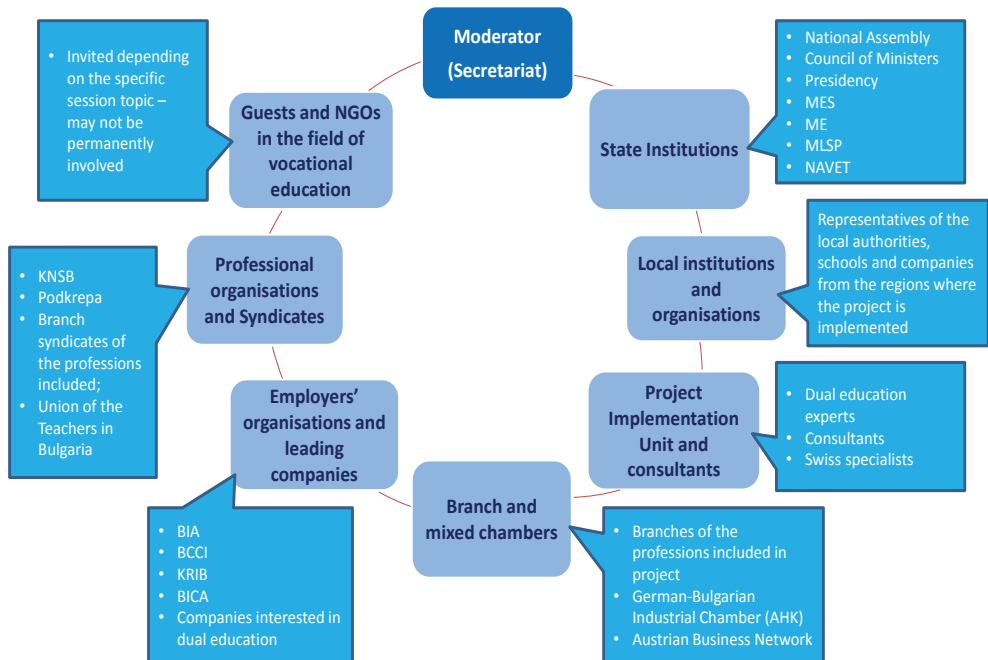 Moderator
(Secretariat)
• Invited depending
on the specific
session topic –
may not be
permanently
involved
Guests and NGOs
in the field of
vocational
education
State Institutions
• National Assembly
• Council of Ministers
• Presidency
• MES
• ME
• MLSP
• NAVET
Professional
organisations
and Syndicates
• KNSB
• Podkrepa
• Branch
syndicates of
the professions
included;
• Union of the
Teachers in
Bulgaria
Local institutions
and
organisations
Representatives of the
local authorities,
schools and companies
from the regions where
the project is
implemented
Employers’
organisations and
leading
companies
• BIA
• BCCI
• KRIB
• BICA
• Companies interested in
dual education
Project
Implementation
Unit and
consultants
• Dual education
experts
• Consultants
• Swiss specialists
Branch and
mixed chambers
• Branches of the
professions included in
project
• German-Bulgarian
Industrial Chamber (AHK)
• Austrian Business Network